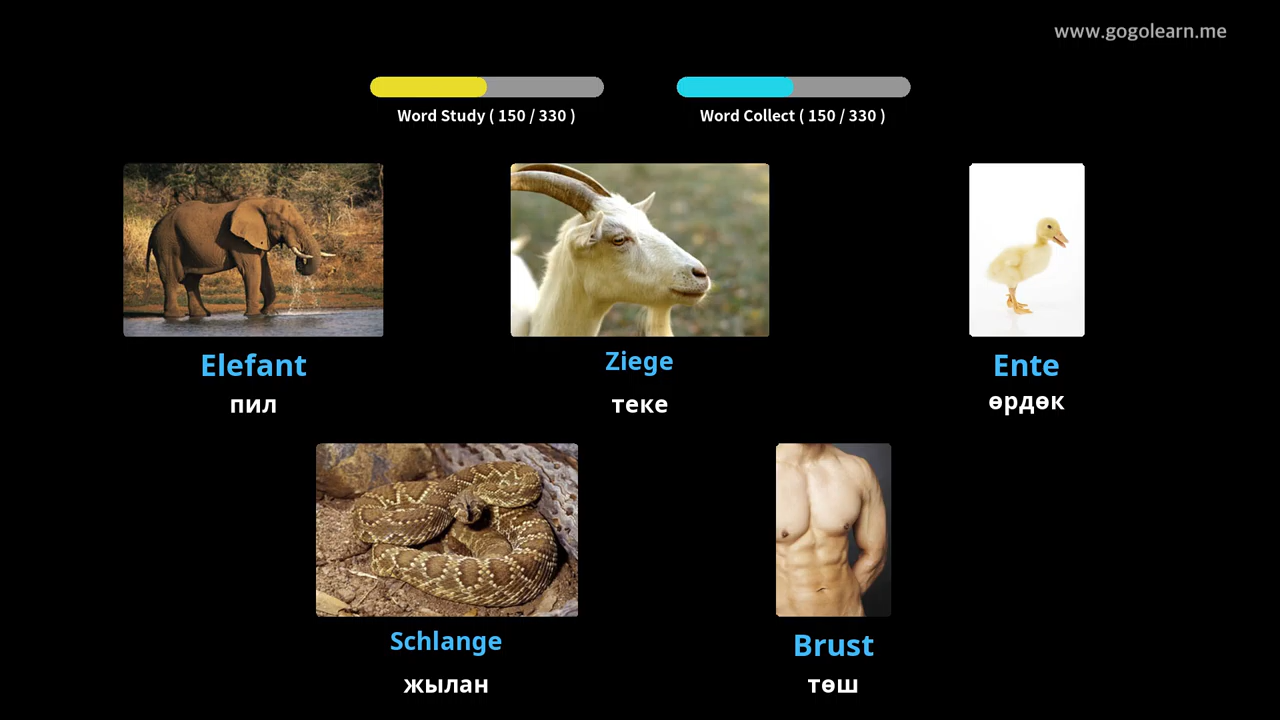 www.gogolearn.me
Word Study ( 150 / 330 )
Word Collect ( 150 / 330 )
Elefant
пил
Ziege
теке
Ente
өрдөк
Schlange
жылан
Brust
төш